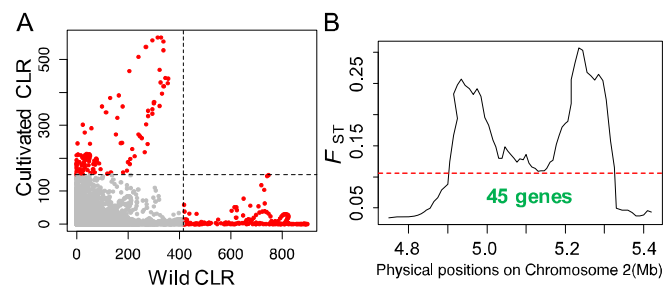 A
Cultivated CLR
500
300
100
0
0 200 400 600 800
Wild CLR
B
FST
0.25
0.15
0.05
45 genes
4.8 5.0 5.2 5.4
Physical positions on Chromosome 2(Mb)